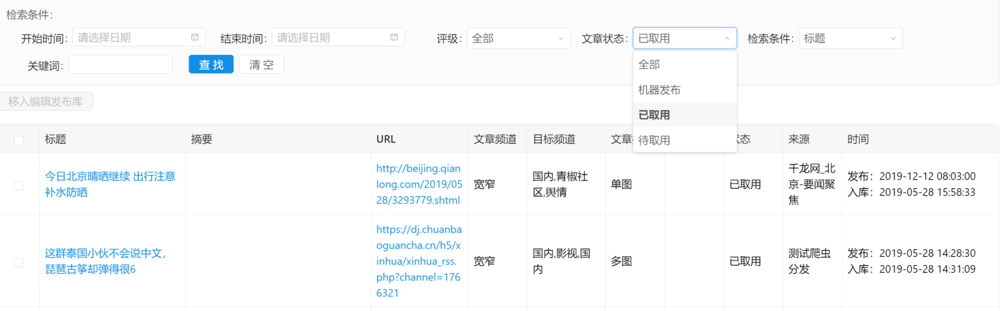 检索条件：
开始时间： 请选择日期 结束时间： 请选择日期 评级： 全部 文章状态： 已取用 检索条件： 标题
关键词： 查 找 清 空
全部
机器发布
已取用
待取用
移入编辑发布库
标题 摘要 URL 文章频道 目标频道 文章 状态 来源 时间
今日北京晴晒继续 出行注意
补水防晒
http://beijing.qian
long.com/2019/05
28/3293779.shtml
宽窄
国内,青椒社
区,舆情
单图
已取用
千龙网_北
京-要闻聚
焦
发布：2019-12-12 08:03:00
入库：2019-05-28 15:58:33
这群泰国小伙不会说中文，
琵琶古筝却弹得很6
https://dj.chuanba
oguancha.cn/h5/x
inhua/xinhua_rss.
php?channel=176
6321
宽窄
国内,影视,国
内
多图
已取用
测试爬虫
分发
发布：2019-05-28 14:28:30
入库：2019-05-28 14:31:09